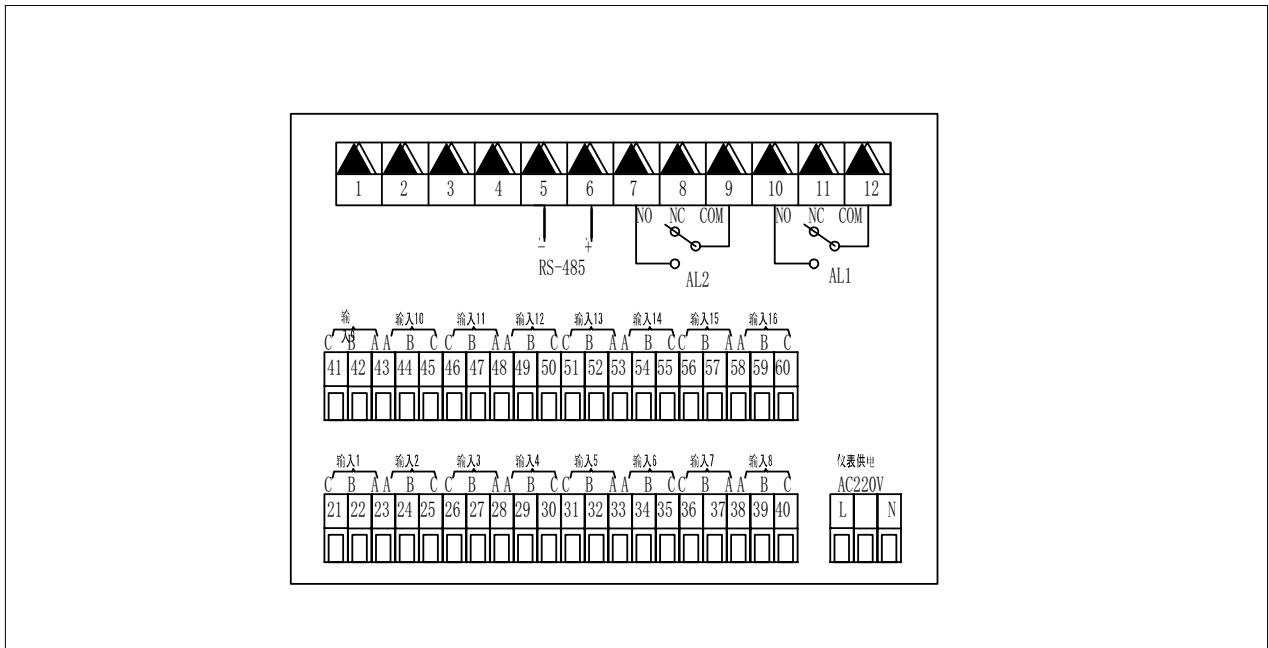 1 2 3 4 5 6 7 8 9 10 11 12
NO NC COM NO NC COM
- +
RS-485
AL2 AL1
输入9 输入10 输入11 输入12 输入13 输入14 输入15 输入16
C B A A B C C B A A B C C B A A B C C B A A B C
41 42 43 44 45 46 47 48 49 50 51 52 53 54 55 56 57 58 59 60
输入1 输入2 输入3 输入4 输入5 输入6 输入7 输入8 仪表供电
C B A A B C C B A A B C C B A A B C C B A A B C AC220V
21 22 23 24 25 26 27 28 29 30 31 32 33 34 35 36 37 38 39 40 L N